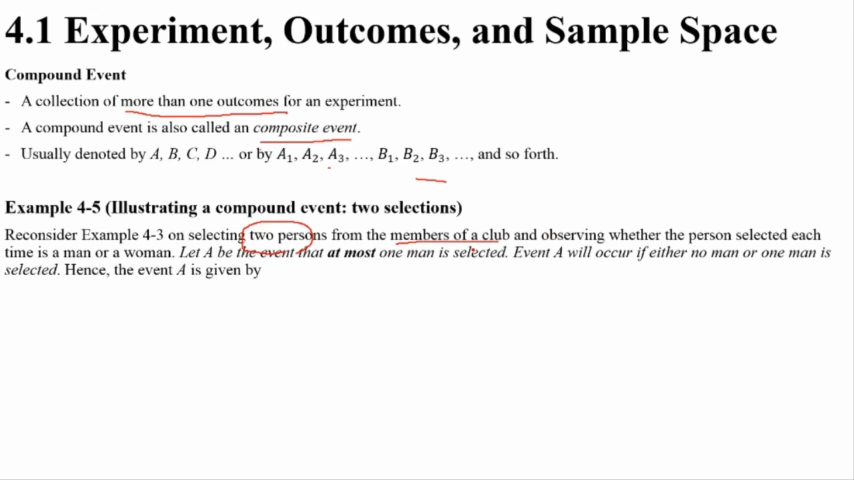 4.1 Experiment, Outcomes, and Sample Space
Compound Event
- A collection of more than one outcomes for an experiment.
- A compound event is also called an composite event.
- Usually denoted by A, B, C, D ... or by A₁, A₂, A₃, …, B₁, B₂, B₃, …, and so forth.
Example 4-5 (Illustrating a compound event: two selections)
Reconsider Example 4-3 on selecting two persons from the members of a club and observing whether the person selected each
time is a man or a woman. Let A be the event that at most one man is selected. Event A will occur if either no man or one man is
selected. Hence, the event A is given by